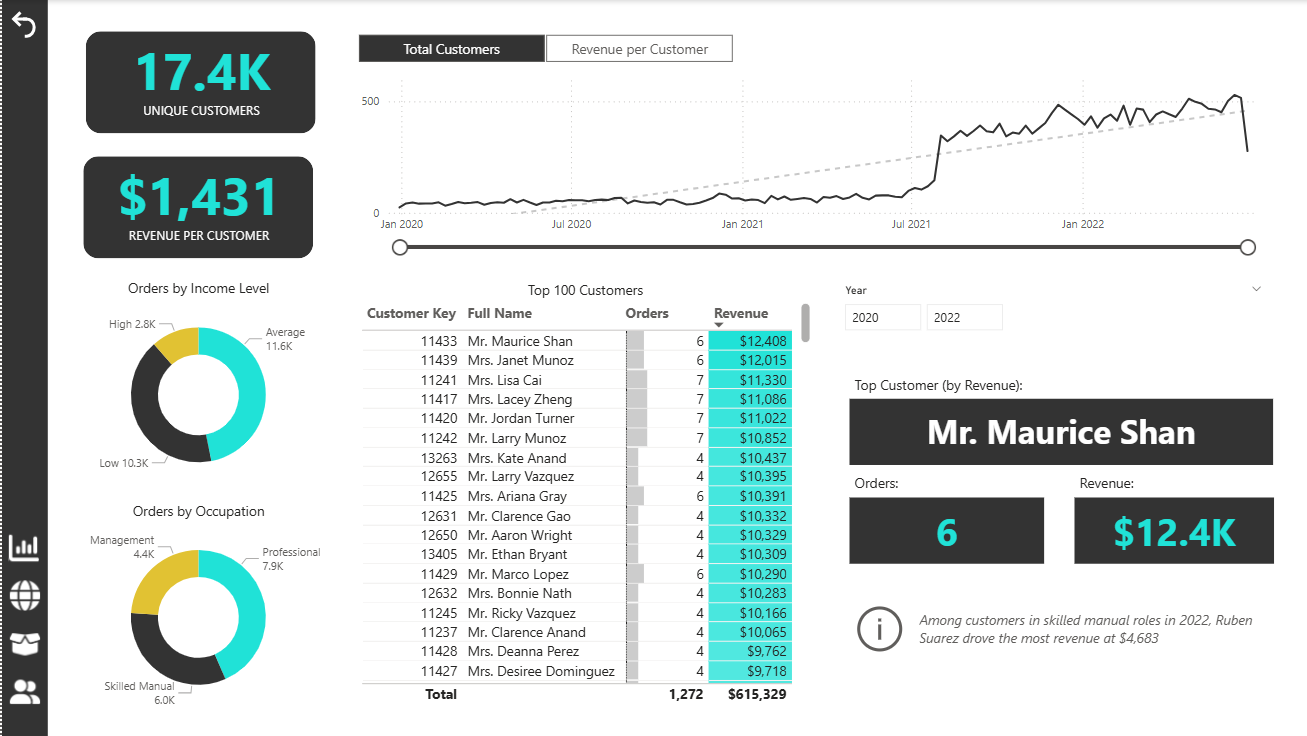 17.4K
UNIQUE CUSTOMERS
$1,431
REVENUE PER CUSTOMER
Total Customers
Revenue per Customer
500
0
Jan 2020
Jul 2020
Jan 2021
Jul 2021
Jan 2022
Orders by Income Level
High 2.8K
Average
11.6K
Low 10.3K
Orders by Occupation
Management
4.4K
Professional
7.9K
Skilled Manual
6.0K
Top 100 Customers
Customer Key Full Name Orders Revenue
11433 Mr. Maurice Shan 6 $12,408
11439 Mrs. Janet Munoz 6 $12,015
11241 Mrs. Lisa Cai 7 $11,330
11417 Mrs. Lacey Zheng 7 $11,086
11420 Mr. Jordan Turner 7 $11,022
11242 Mr. Larry Munoz 7 $10,852
13263 Mrs. Kate Anand 4 $10,437
12655 Mr. Larry Vazquez 4 $10,395
11425 Mrs. Ariana Gray 6 $10,391
12631 Mr. Clarence Gao 4 $10,332
12650 Mr. Aaron Wright 4 $10,329
13405 Mr. Ethan Bryant 4 $10,309
11429 Mr. Marco Lopez 6 $10,290
12632 Mrs. Bonnie Nath 4 $10,283
11245 Mr. Ricky Vazquez 4 $10,166
11237 Mr. Clarence Anand 4 $10,065
11428 Mrs. Deanna Perez 4 $9,762
11427 Mrs. Desiree Dominguez 4 $9,718
Total 1,272 $615,329
Year
2020
2022
Top Customer (by Revenue):
Mr. Maurice Shan
Orders:
6
Revenue:
$12.4K
Among customers in skilled manual roles in 2022, Ruben
Suarez drove the most revenue at $4,683